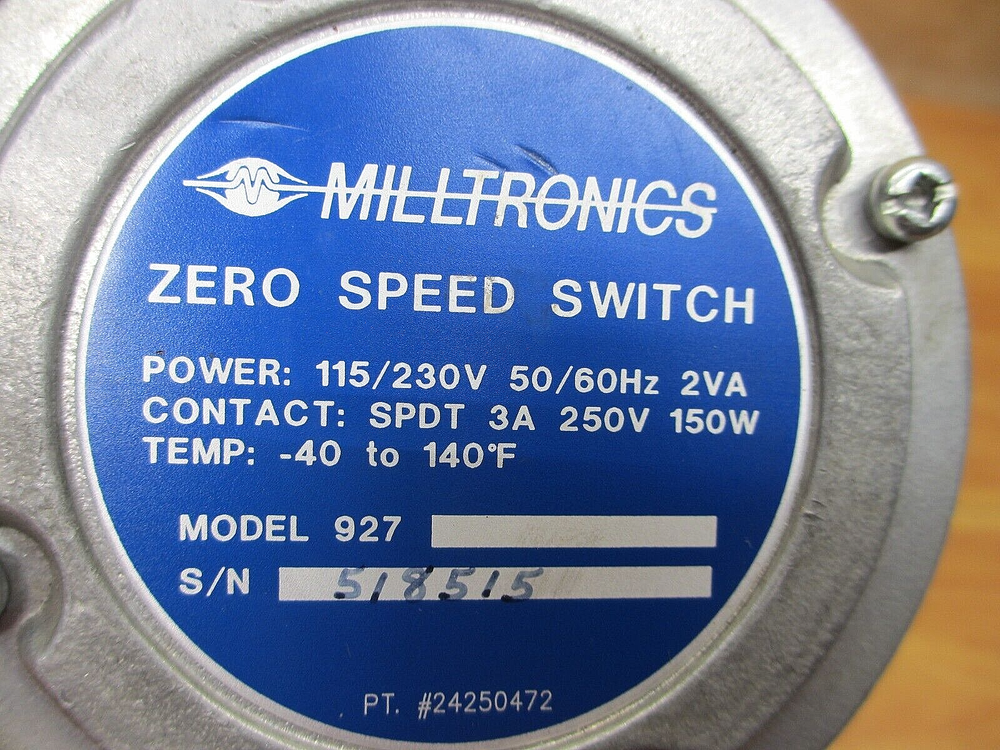 MILLTRONICS
ZERO SPEED SWITCH
POWER: 115/230V 50/60Hz 2VA
CONTACT: SPDT 3A 250V 150W
TEMP: -40 to 140°F
MODEL 927
S/N 518515
PT. #24250472